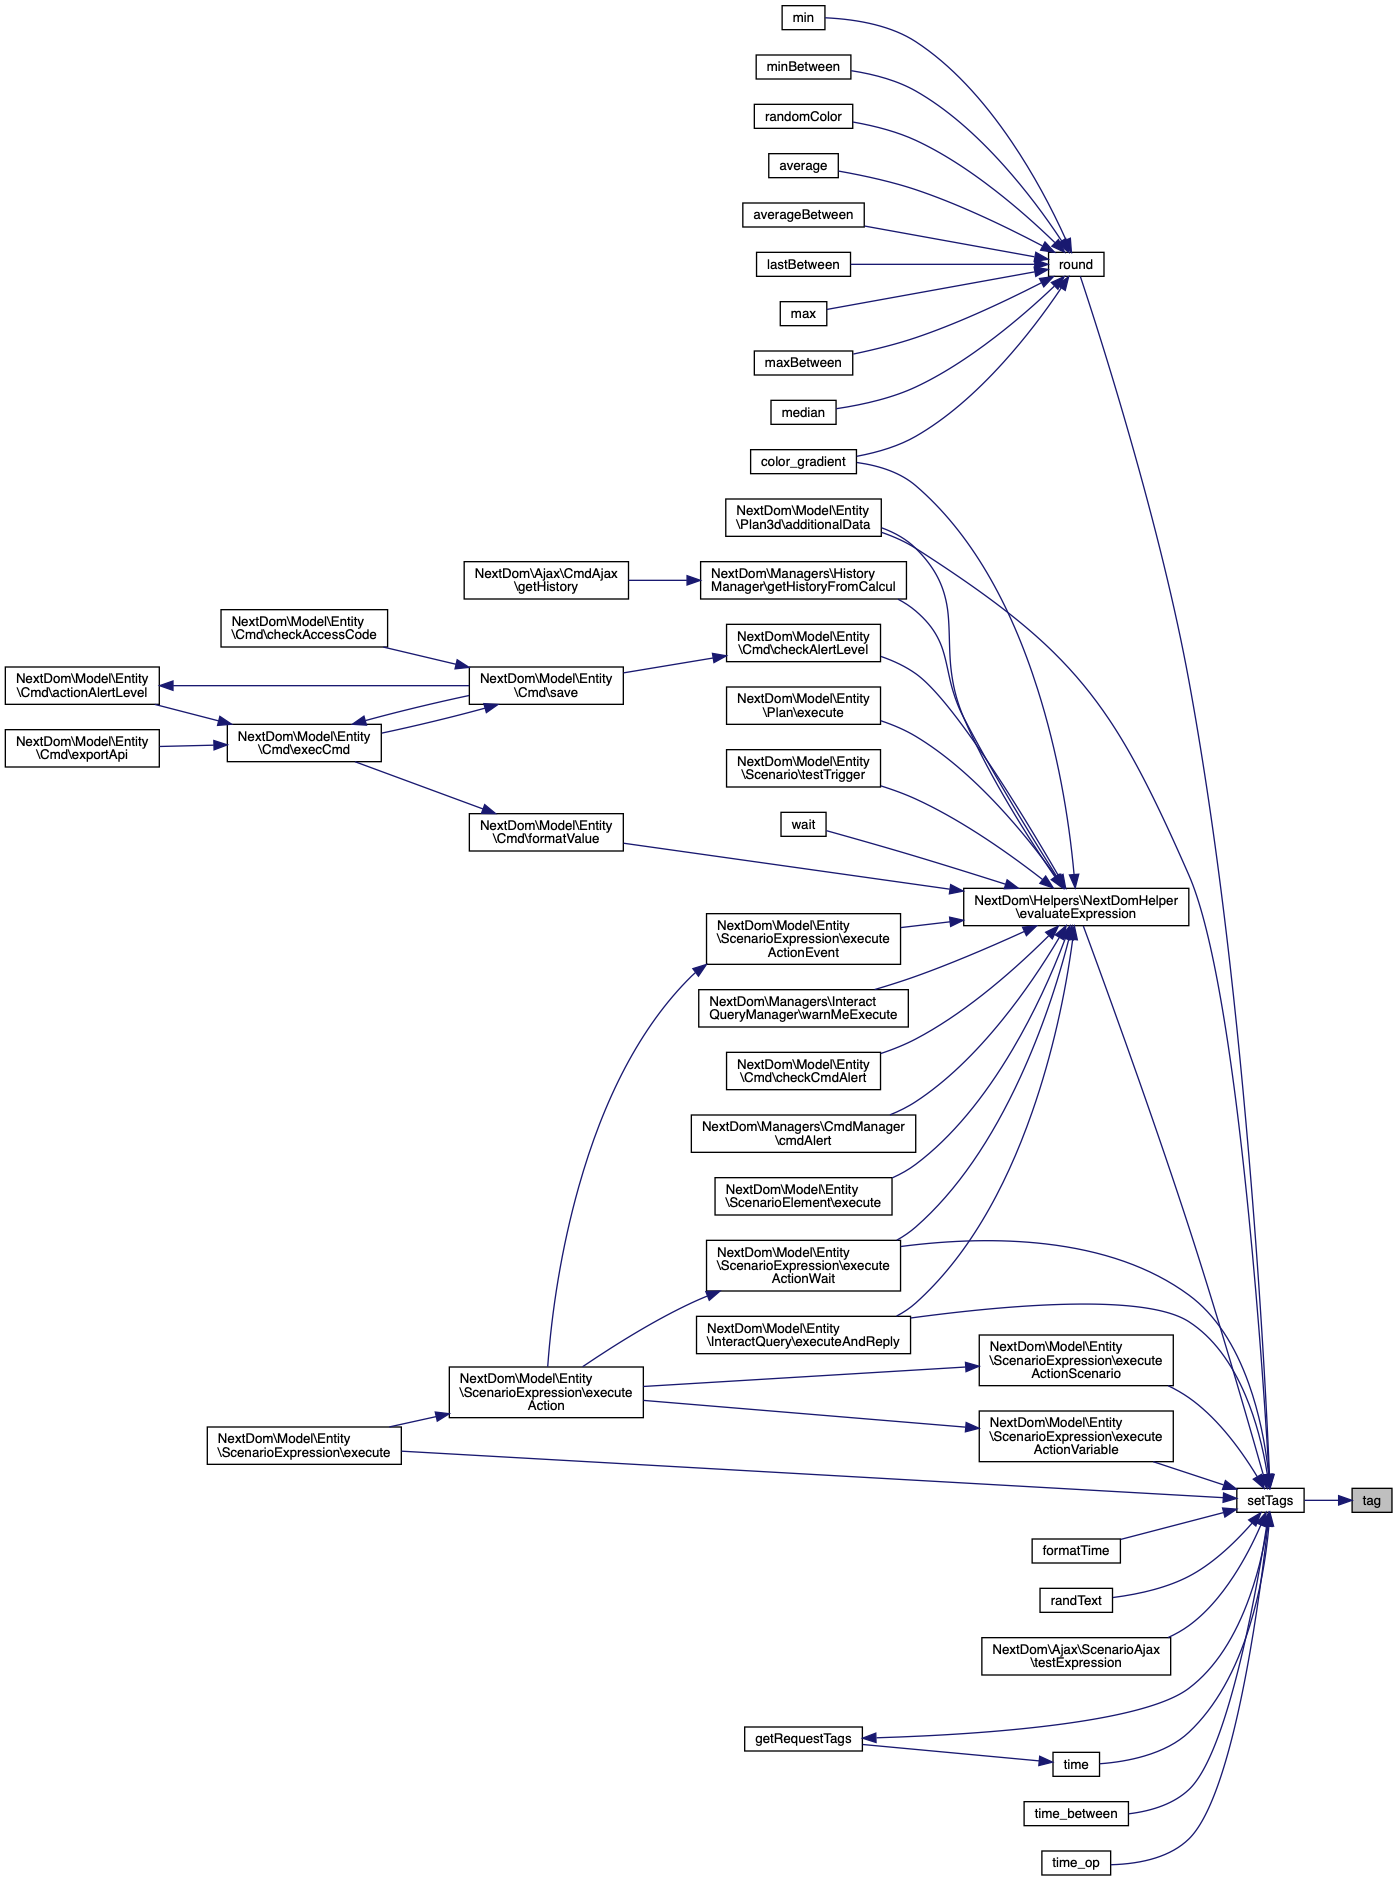 min
minBetween
randomColor
average
averageBetween
lastBetween
round
max
maxBetween
median
color_gradient
NextDom\Model\Entity
\Plan3d\additionalData
NextDom\Ajax\CmdAjax
\getHistory
NextDom\Managers\History
Manager\getHistoryFromCalcul
NextDom\Model\Entity
\Cmd\checkAccessCode
NextDom\Model\Entity
\Cmd\checkAlertLevel
NextDom\Model\Entity
\Cmd\actionAlertLevel
NextDom\Model\Entity
\Cmd\save
NextDom\Model\Entity
\Plan\execute
NextDom\Model\Entity
\Cmd\exportApi
NextDom\Model\Entity
\Cmd\execCmd
NextDom\Model\Entity
\Scenario\testTrigger
wait
NextDom\Model\Entity
\Cmd\formatValue
NextDom\Helpers\NextDomHelper
\evaluateExpression
NextDom\Model\Entity
\ScenarioExpression\execute
ActionEvent
NextDom\Managers\Interact
QueryManager\warnMeExecute
NextDom\Model\Entity
\Cmd\checkCmdAlert
NextDom\Managers\CmdManager
\cmdAlert
NextDom\Model\Entity
\ScenarioElement\execute
NextDom\Model\Entity
\ScenarioExpression\execute
ActionWait
NextDom\Model\Entity
\InteractQuery\executeAndReply
NextDom\Model\Entity
\ScenarioExpression\execute
ActionScenario
NextDom\Model\Entity
\ScenarioExpression\execute
Action
NextDom\Model\Entity
\ScenarioExpression\execute
ActionVariable
NextDom\Model\Entity
\ScenarioExpression\execute
setTags
tag
formatTime
randText
NextDom\Ajax\ScenarioAjax
\testExpression
getRequestTags
time
time_between
time_op